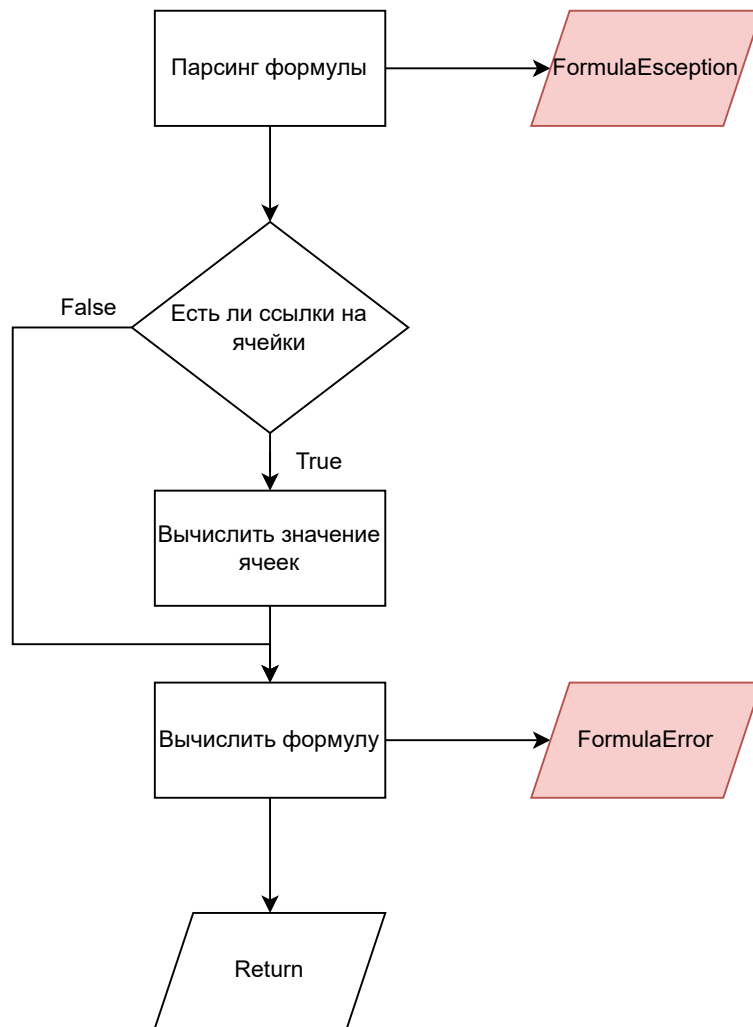 Парсинг формулы
FormulaEsception
False
Есть ли ссылки на
ячейки
True
Вычислить значение
ячеек
Вычислить формулу
FormulaError
Return